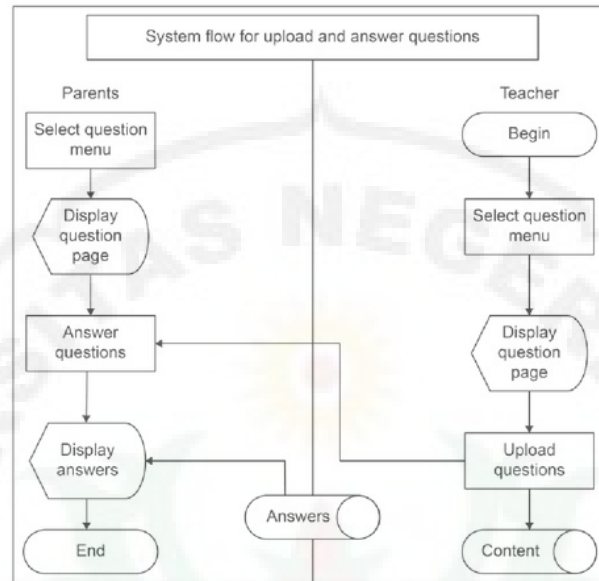 System flow for upload and answer questions
Parents
Select question
menu
Display
question
page
Answer
questions
Display
answers
End
Answers
Teacher
Begin
Select question
menu
Display
question
page
Upload
questions
Content